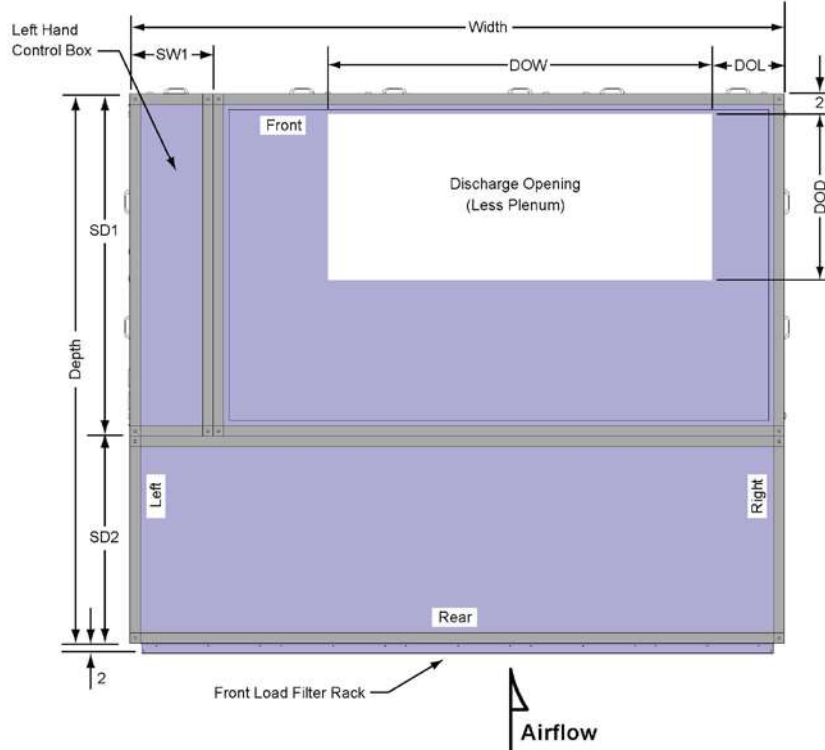 Left Hand
Control Box
Width
SW1
DOW
DOL
2
Front
Discharge Opening
(Less Plenum)
DOD
SD1
Depth
Left
Right
SD2
Rear
2
Front Load Filter Rack
Airflow